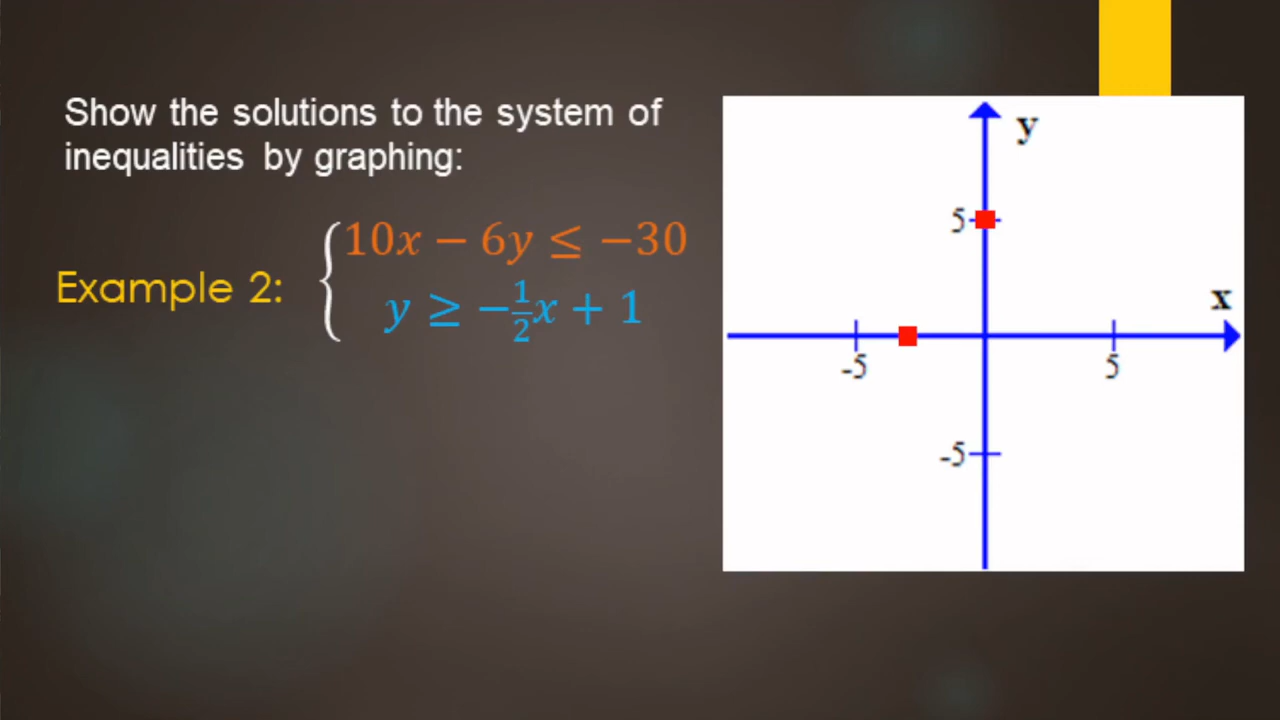 Show the solutions to the system of
inequalities by graphing:
10x − 6y ≤ −30
Example 2:
y ≥ −1/2x + 1
y
5
x
-5
5
-5